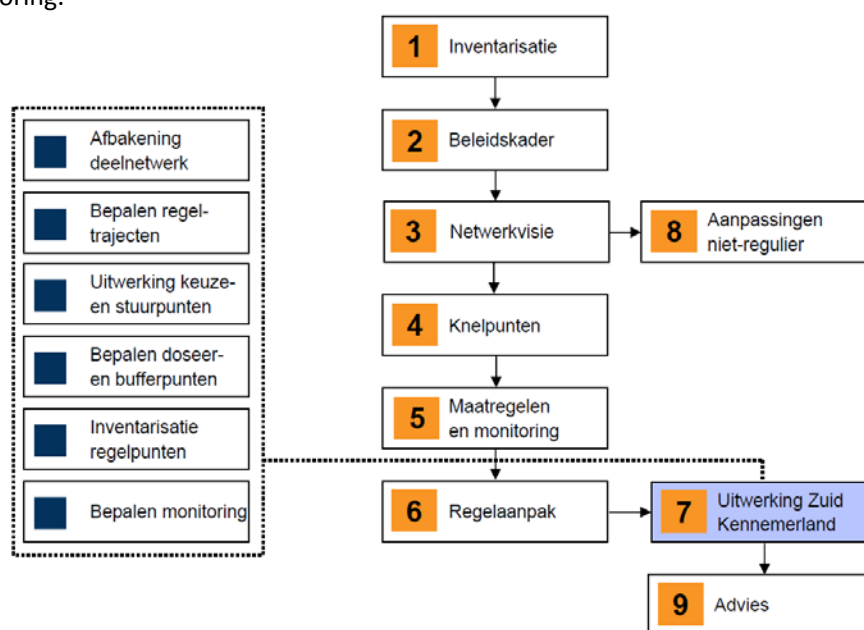 oring.
1 Inventarisatie
2 Beleidskader
3 Netwerkvisie
8 Aanpassingen
niet-regulier
4 Knelpunten
5 Maatregelen
en monitoring
6 Regelaanpak
7 Uitwerking Zuid
Kennemerland
9 Advies
Afbakening
deelnetwerk
Bepalen regel-
trajecten
Uitwerking keuze-
en stuurpunten
Bepalen doseer-
en bufferpunten
Inventarisatie
regelpunten
Bepalen monitoring